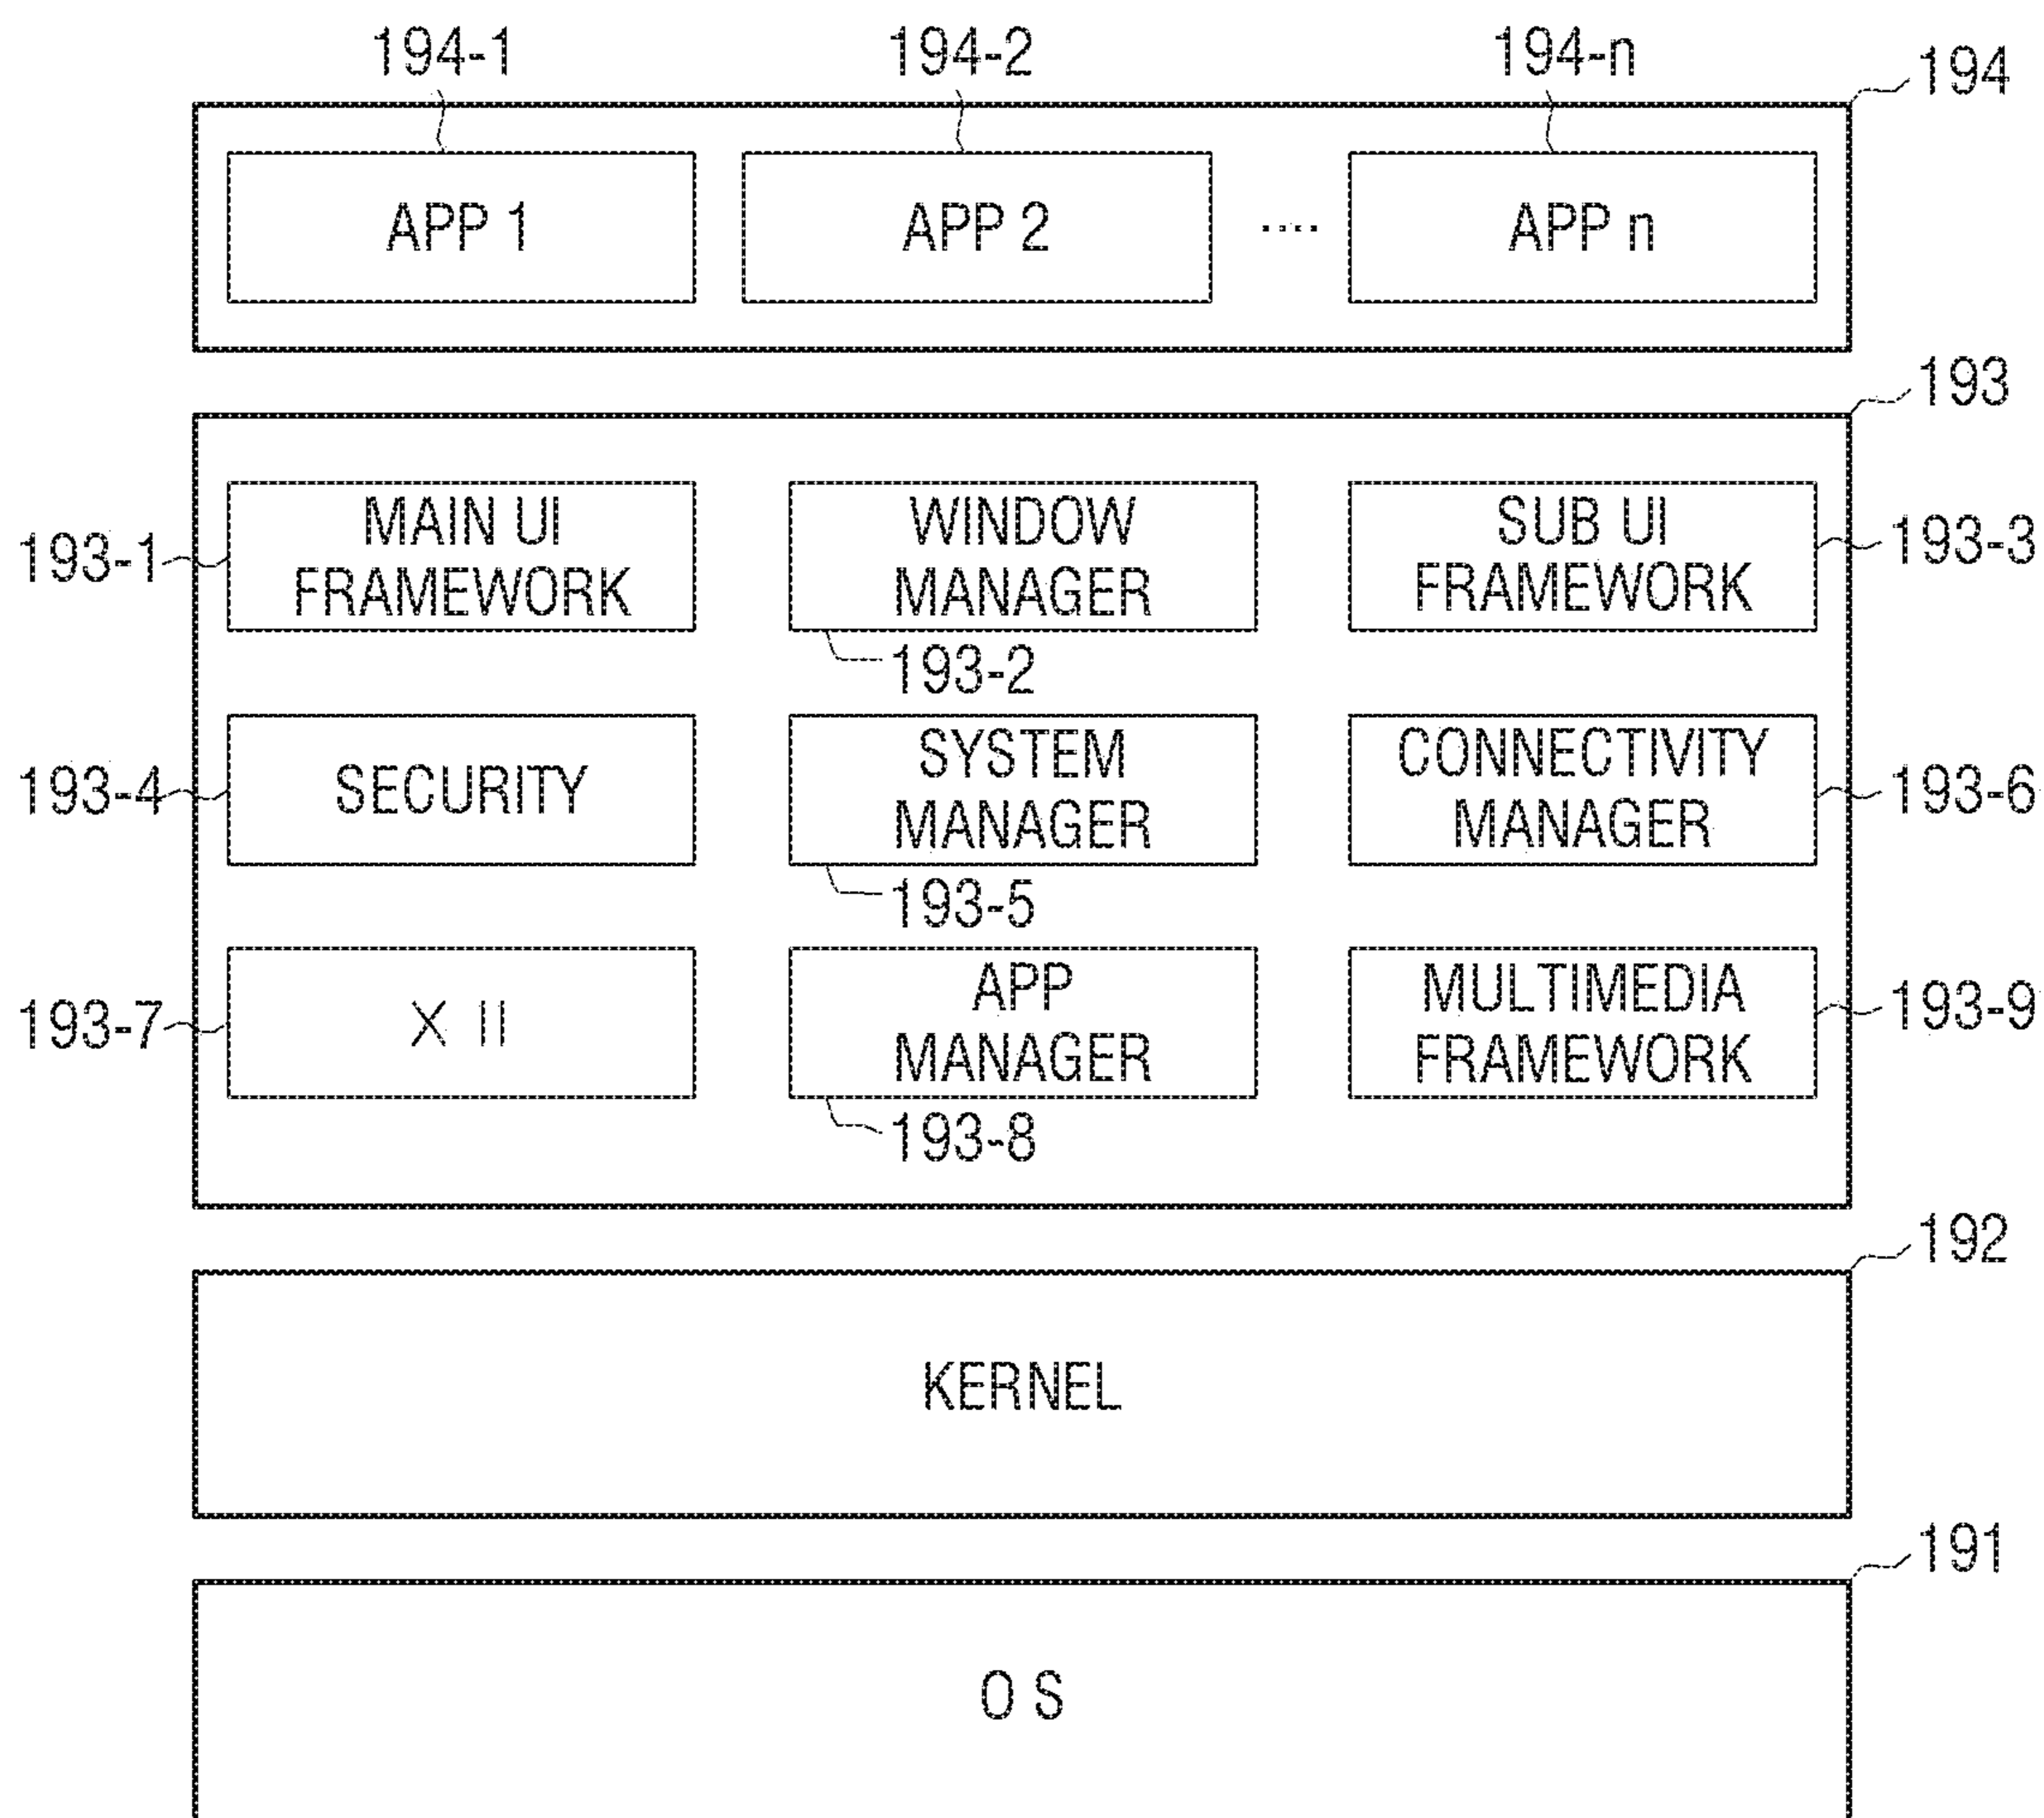 194-1 194-2 194-n 194
APP 1 APP 2 .... APP n
193
MAIN UI WINDOW SUB UI
193-1 FRAMEWORK MANAGER FRAMEWORK 193-3
193-2
SYSTEM CONNECTIVITY
193-4 SECURITY MANAGER MANAGER 193-6
193-5
APP MULTIMEDIA
193-7 X II MANAGER FRAMEWORK 193-9
193-8
192
KERNEL
191
O S